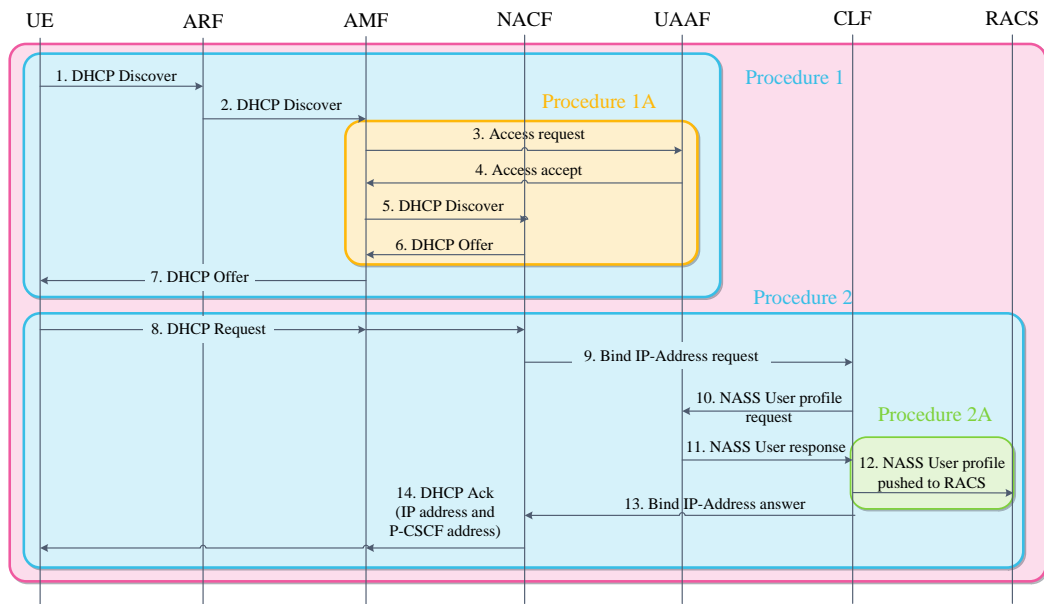 UE ARF AMF NACF UAAF CLF RACS
Procedure 1
1. DHCP Discover
2. DHCP Discover
Procedure 1A
3. Access request
4. Access accept
5. DHCP Discover
6. DHCP Offer
7. DHCP Offer
Procedure 2
8. DHCP Request
9. Bind IP-Address request
10. NASS User profile
request
Procedure 2A
11. NASS User response
12. NASS User profile
pushed to RACS
13. Bind IP-Address answer
14. DHCP Ack
(IP address and
P-CSCF address)